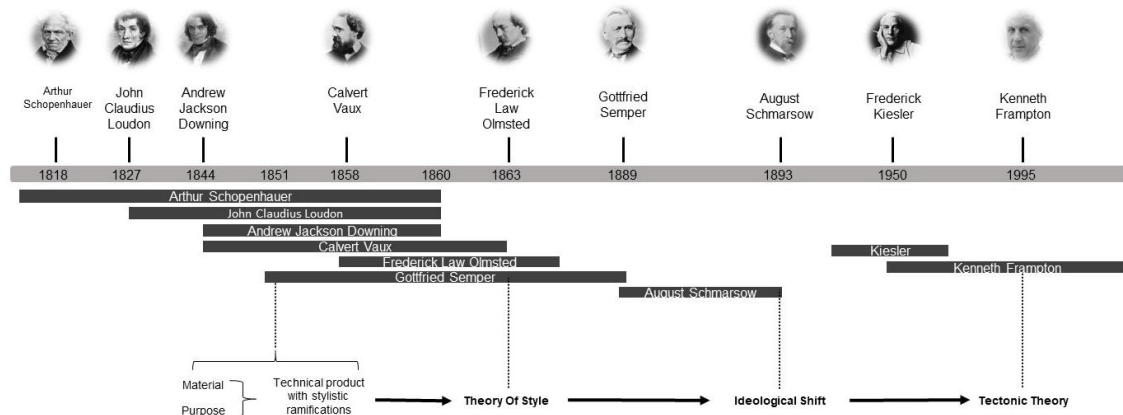 Arthur
Schopenhauer
John
Claudius
Loudon
Andrew
Jackson
Downing
Calvert
Vaux
Frederick
Law
Olmsted
Gottfried
Semper
August
Schmarsow
Frederick
Kiesler
Kenneth
Frampton
1818 1827 1844 1851 1858 1860 1863 1889 1893 1950 1995
Arthur Schopenhauer
John Claudius Loudon
Andrew Jackson Downing
Calvert Vaux
Kiesler
Frederick Law Olmsted
Kenneth Frampton
Gottfried Semper
August Schmarsow
Material
Purpose
Technical product
with stylistic
ramifications
Theory Of Style
Ideological Shift
Tectonic Theory